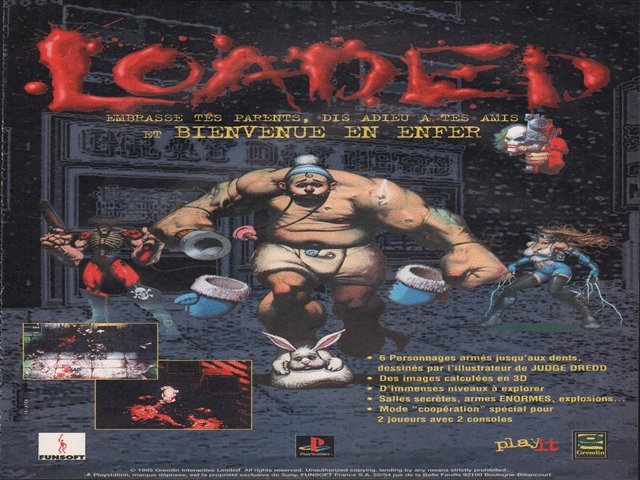 LOADED
EMBRASSE TES PARENTS, DIS ADIEU A TES AMIS
ET BIENVENUE EN ENFER
• 6 Personnages armés jusqu'aux dents,
dessinés par l'illustrateur de JUDGE DREDD
• Des images calculées en 3D
• D'immenses niveaux à explorer
• Salles secrètes, armes ENORMES, explosions...
• Mode "coopération" spécial pour
2 joueurs avec 2 consoles
FUNSOFT
PlayStation
play it
Gremlin
© 1995 Gremlin Interactive Limited. All rights reserved. Unauthorized copying, lending by any means strictly prohibited.
Playstation, marque déposée, est la propriété exclusive de Sony. FUNSOFT France S.A. 52/54 rue de la Belle Feuille 92100 Boulogne-Billancourt.